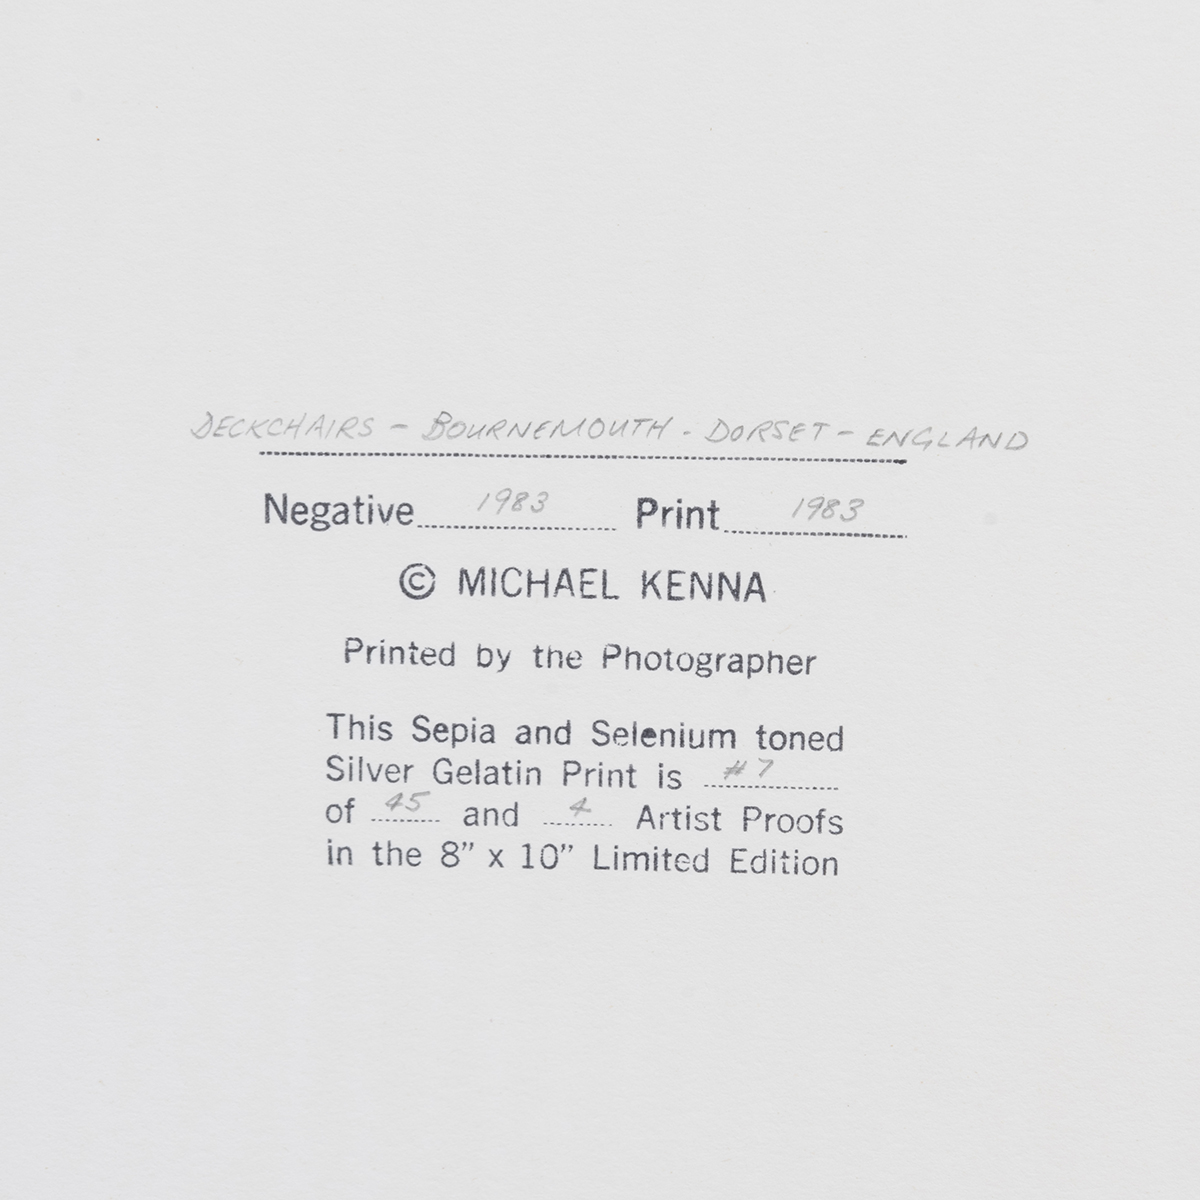 DECKCHAIRS - BOURNEMOUTH - DORSET - ENGLAND
Negative 1983 Print 1983
© MICHAEL KENNA
Printed by the Photographer
This Sepia and Selenium toned
Silver Gelatin Print is #7
of 45 and 4 Artist Proofs
in the 8" x 10" Limited Edition